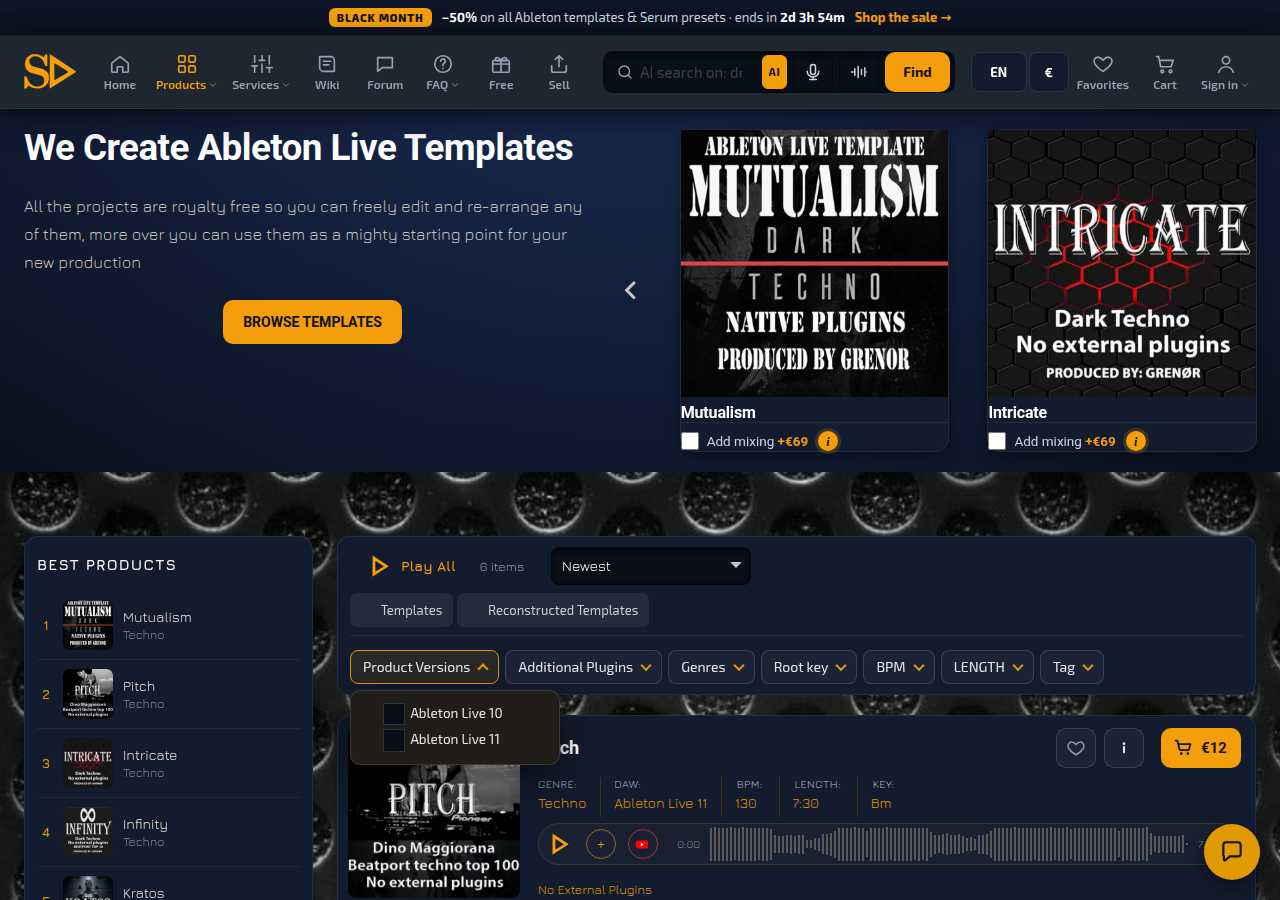 BLACK MONTH −50% on all Ableton templates & Serum presets · ends in 2d 3h 54m Shop the sale →
Home Products Services Wiki Forum FAQ Free Sell
AI search on: dr AI Find EN € Favorites Cart Sign in
We Create Ableton Live Templates
All the projects are royalty free so you can freely edit and re-arrange any
of them, more over you can use them as a mighty starting point for your
new production
BROWSE TEMPLATES
ABLETON LIVE TEMPLATE
MUTUALISM
DARK
TECHNO
NATIVE PLUGINS
PRODUCED BY GRENOR
Mutualism
Add mixing +€69 i
INTRICATE
Dark Techno
No external plugins
PRODUCED BY: GRENØR
Intricate
Add mixing +€69 i
BEST PRODUCTS
1 Mutualism
Techno
2 Pitch
Techno
3 Intricate
Techno
4 Infinity
Techno
5 Kratos
Play All 6 items Newest
Templates Reconstructed Templates
Product Versions Additional Plugins Genres Root key BPM LENGTH Tag
Ableton Live 10
Ableton Live 11
ch
i €12
PITCH
Pioneer
Dino Maggiorana
Beatport techno top 100
No external plugins
GENRE: DAW: BPM: LENGTH: KEY:
Techno Ableton Live 11 130 7:30 Bm
+ 0:00 7
No External Plugins